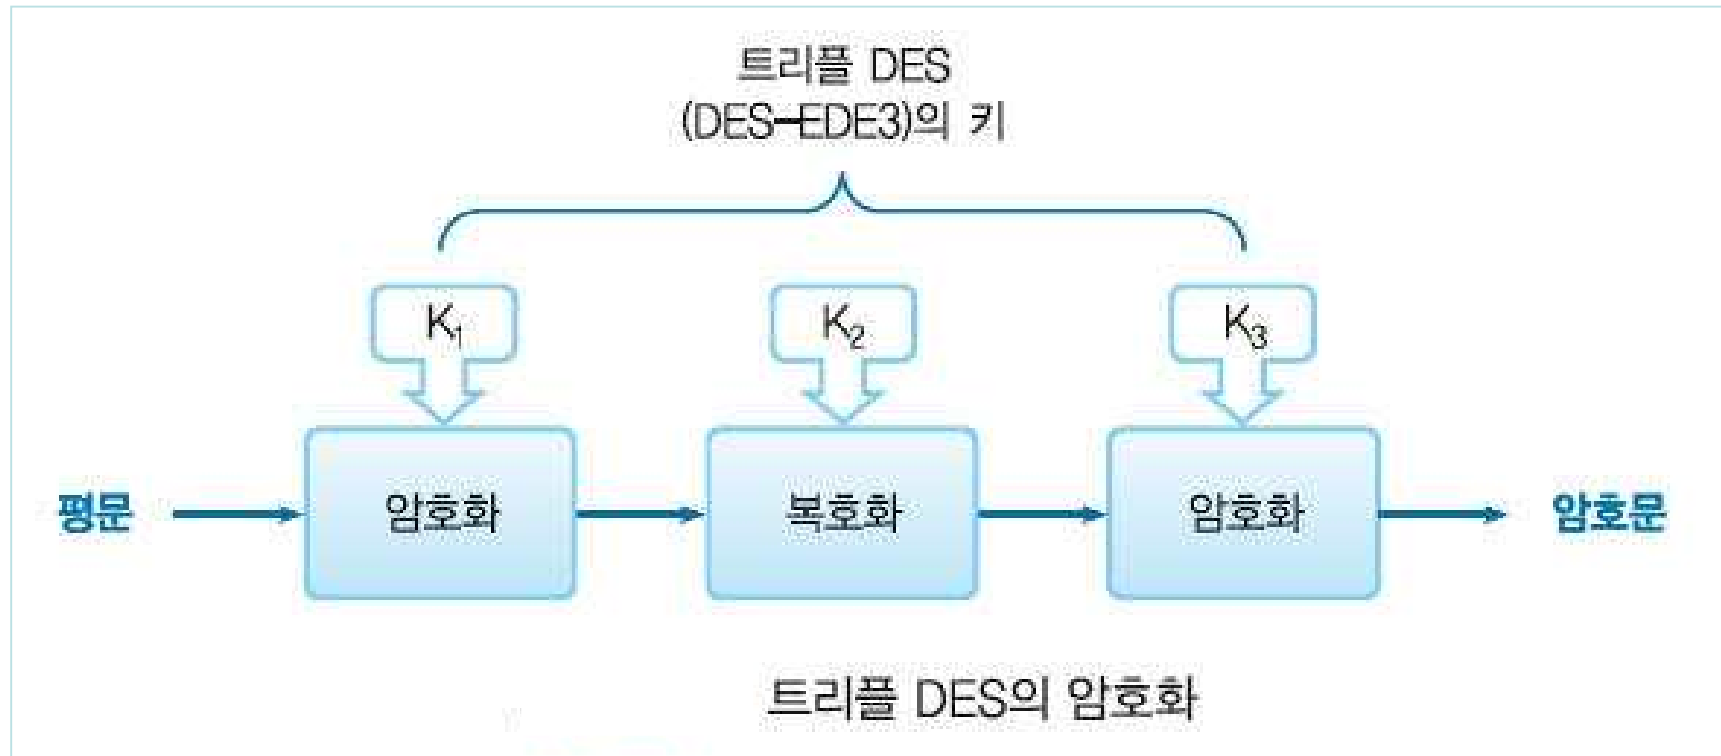 트리플 DES
(DES-EDE3)의 키
K₁ K₂ K₃
평문 암호화 복호화 암호화 암호문
트리플 DES의 암호화